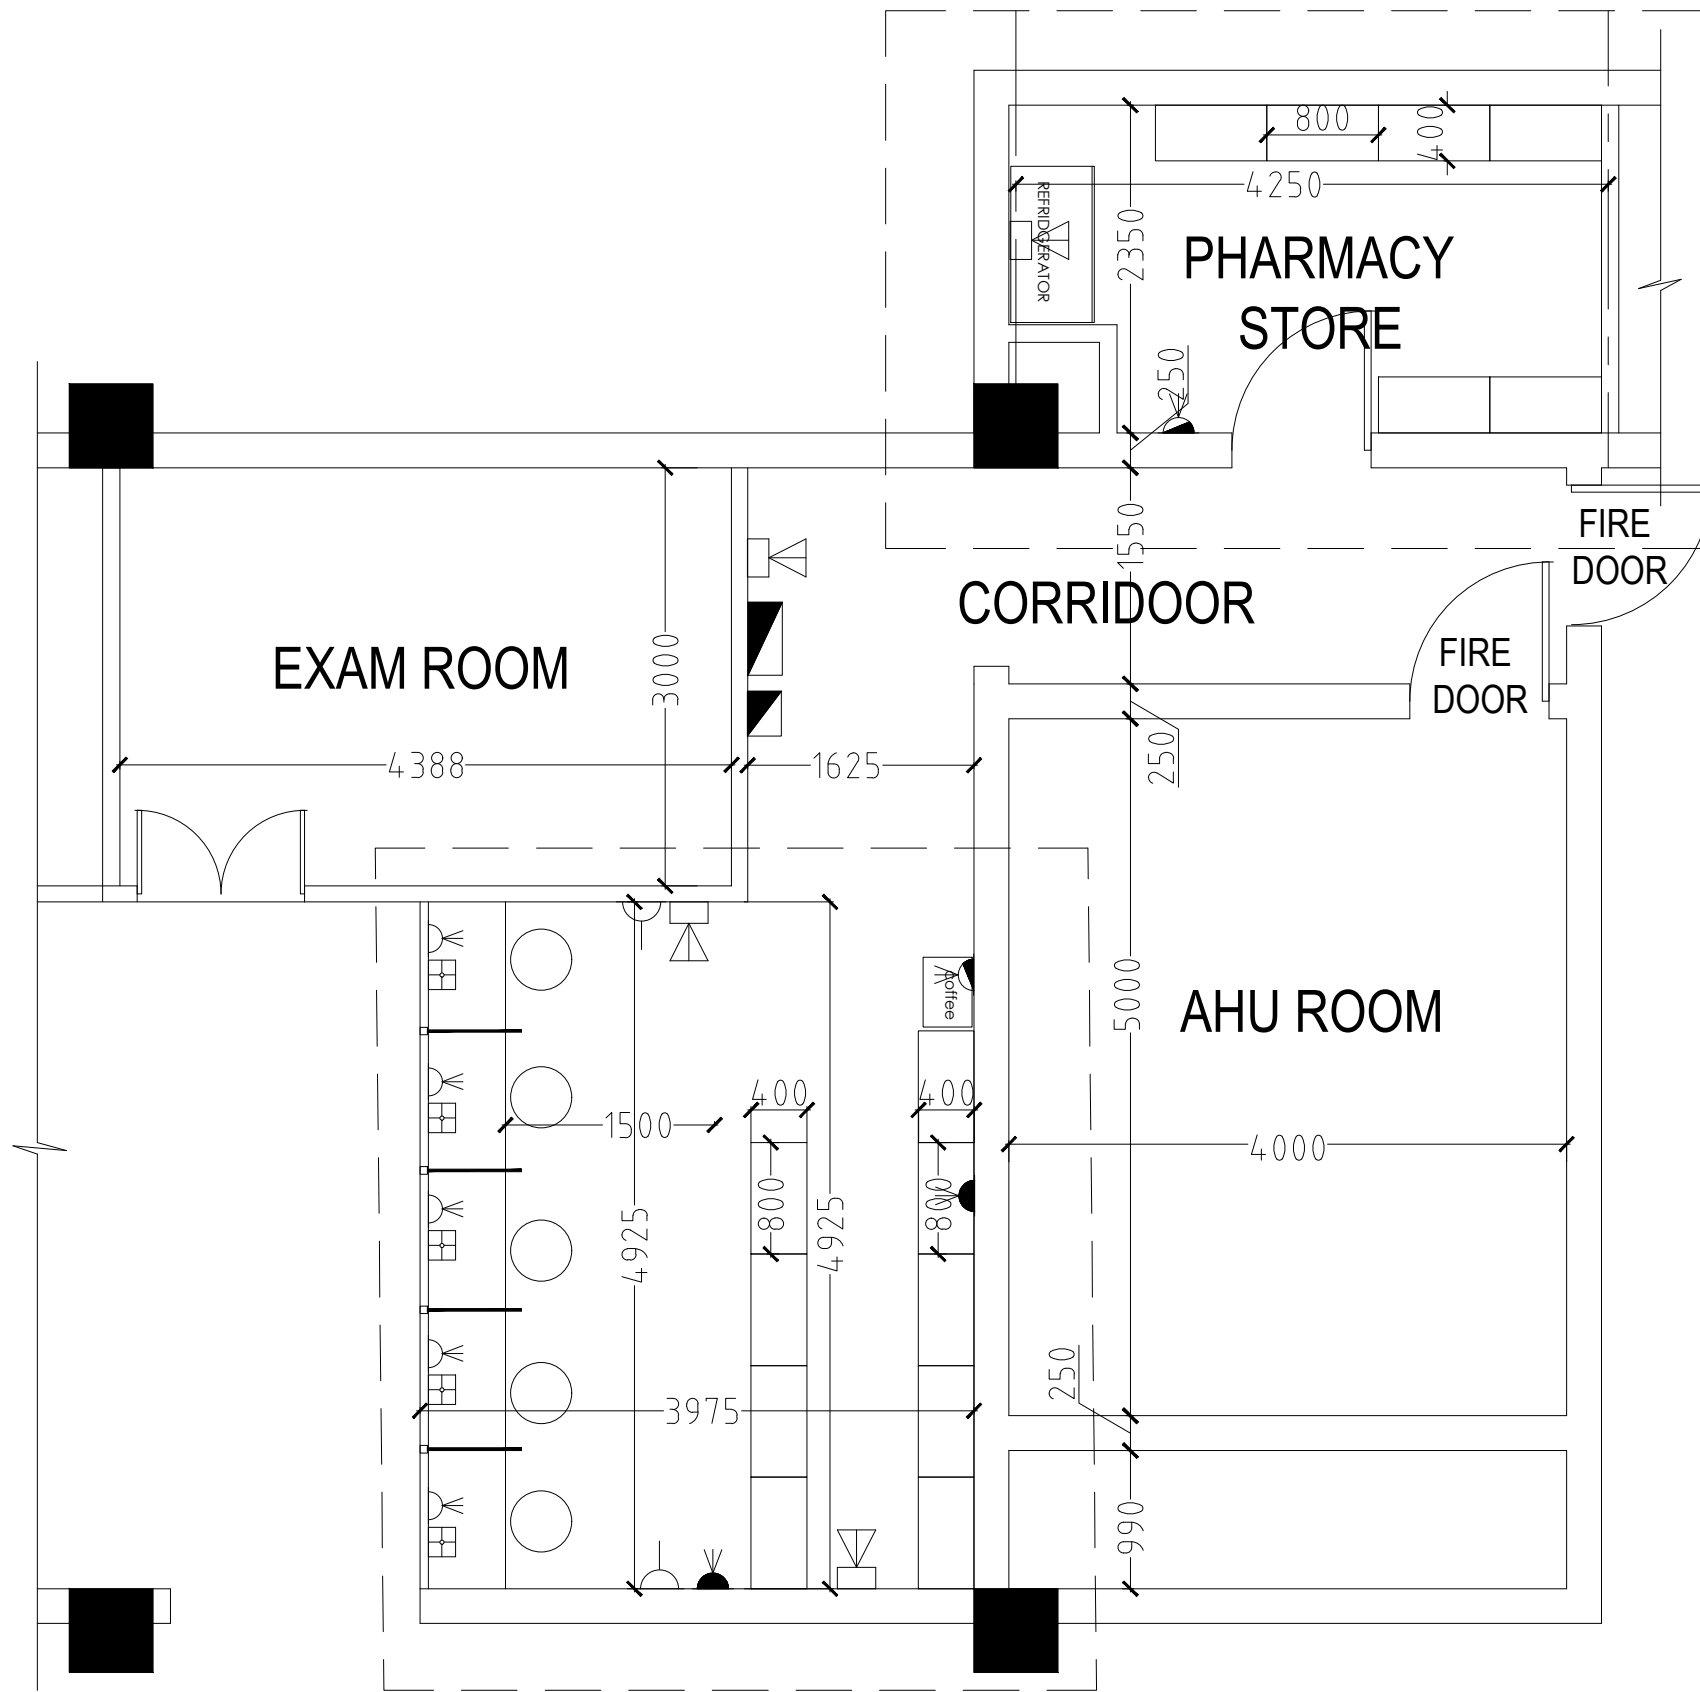 800
400
4250
REFRIDGERATOR
2350
PHARMACY
STORE
250
1550
FIRE
DOOR
CORRIDOOR
EXAM ROOM
3000
FIRE
DOOR
4388
1625
250
Coffee
5000
AHU ROOM
400
400
1500
4000
800
800
4925
4925
250
3975
990